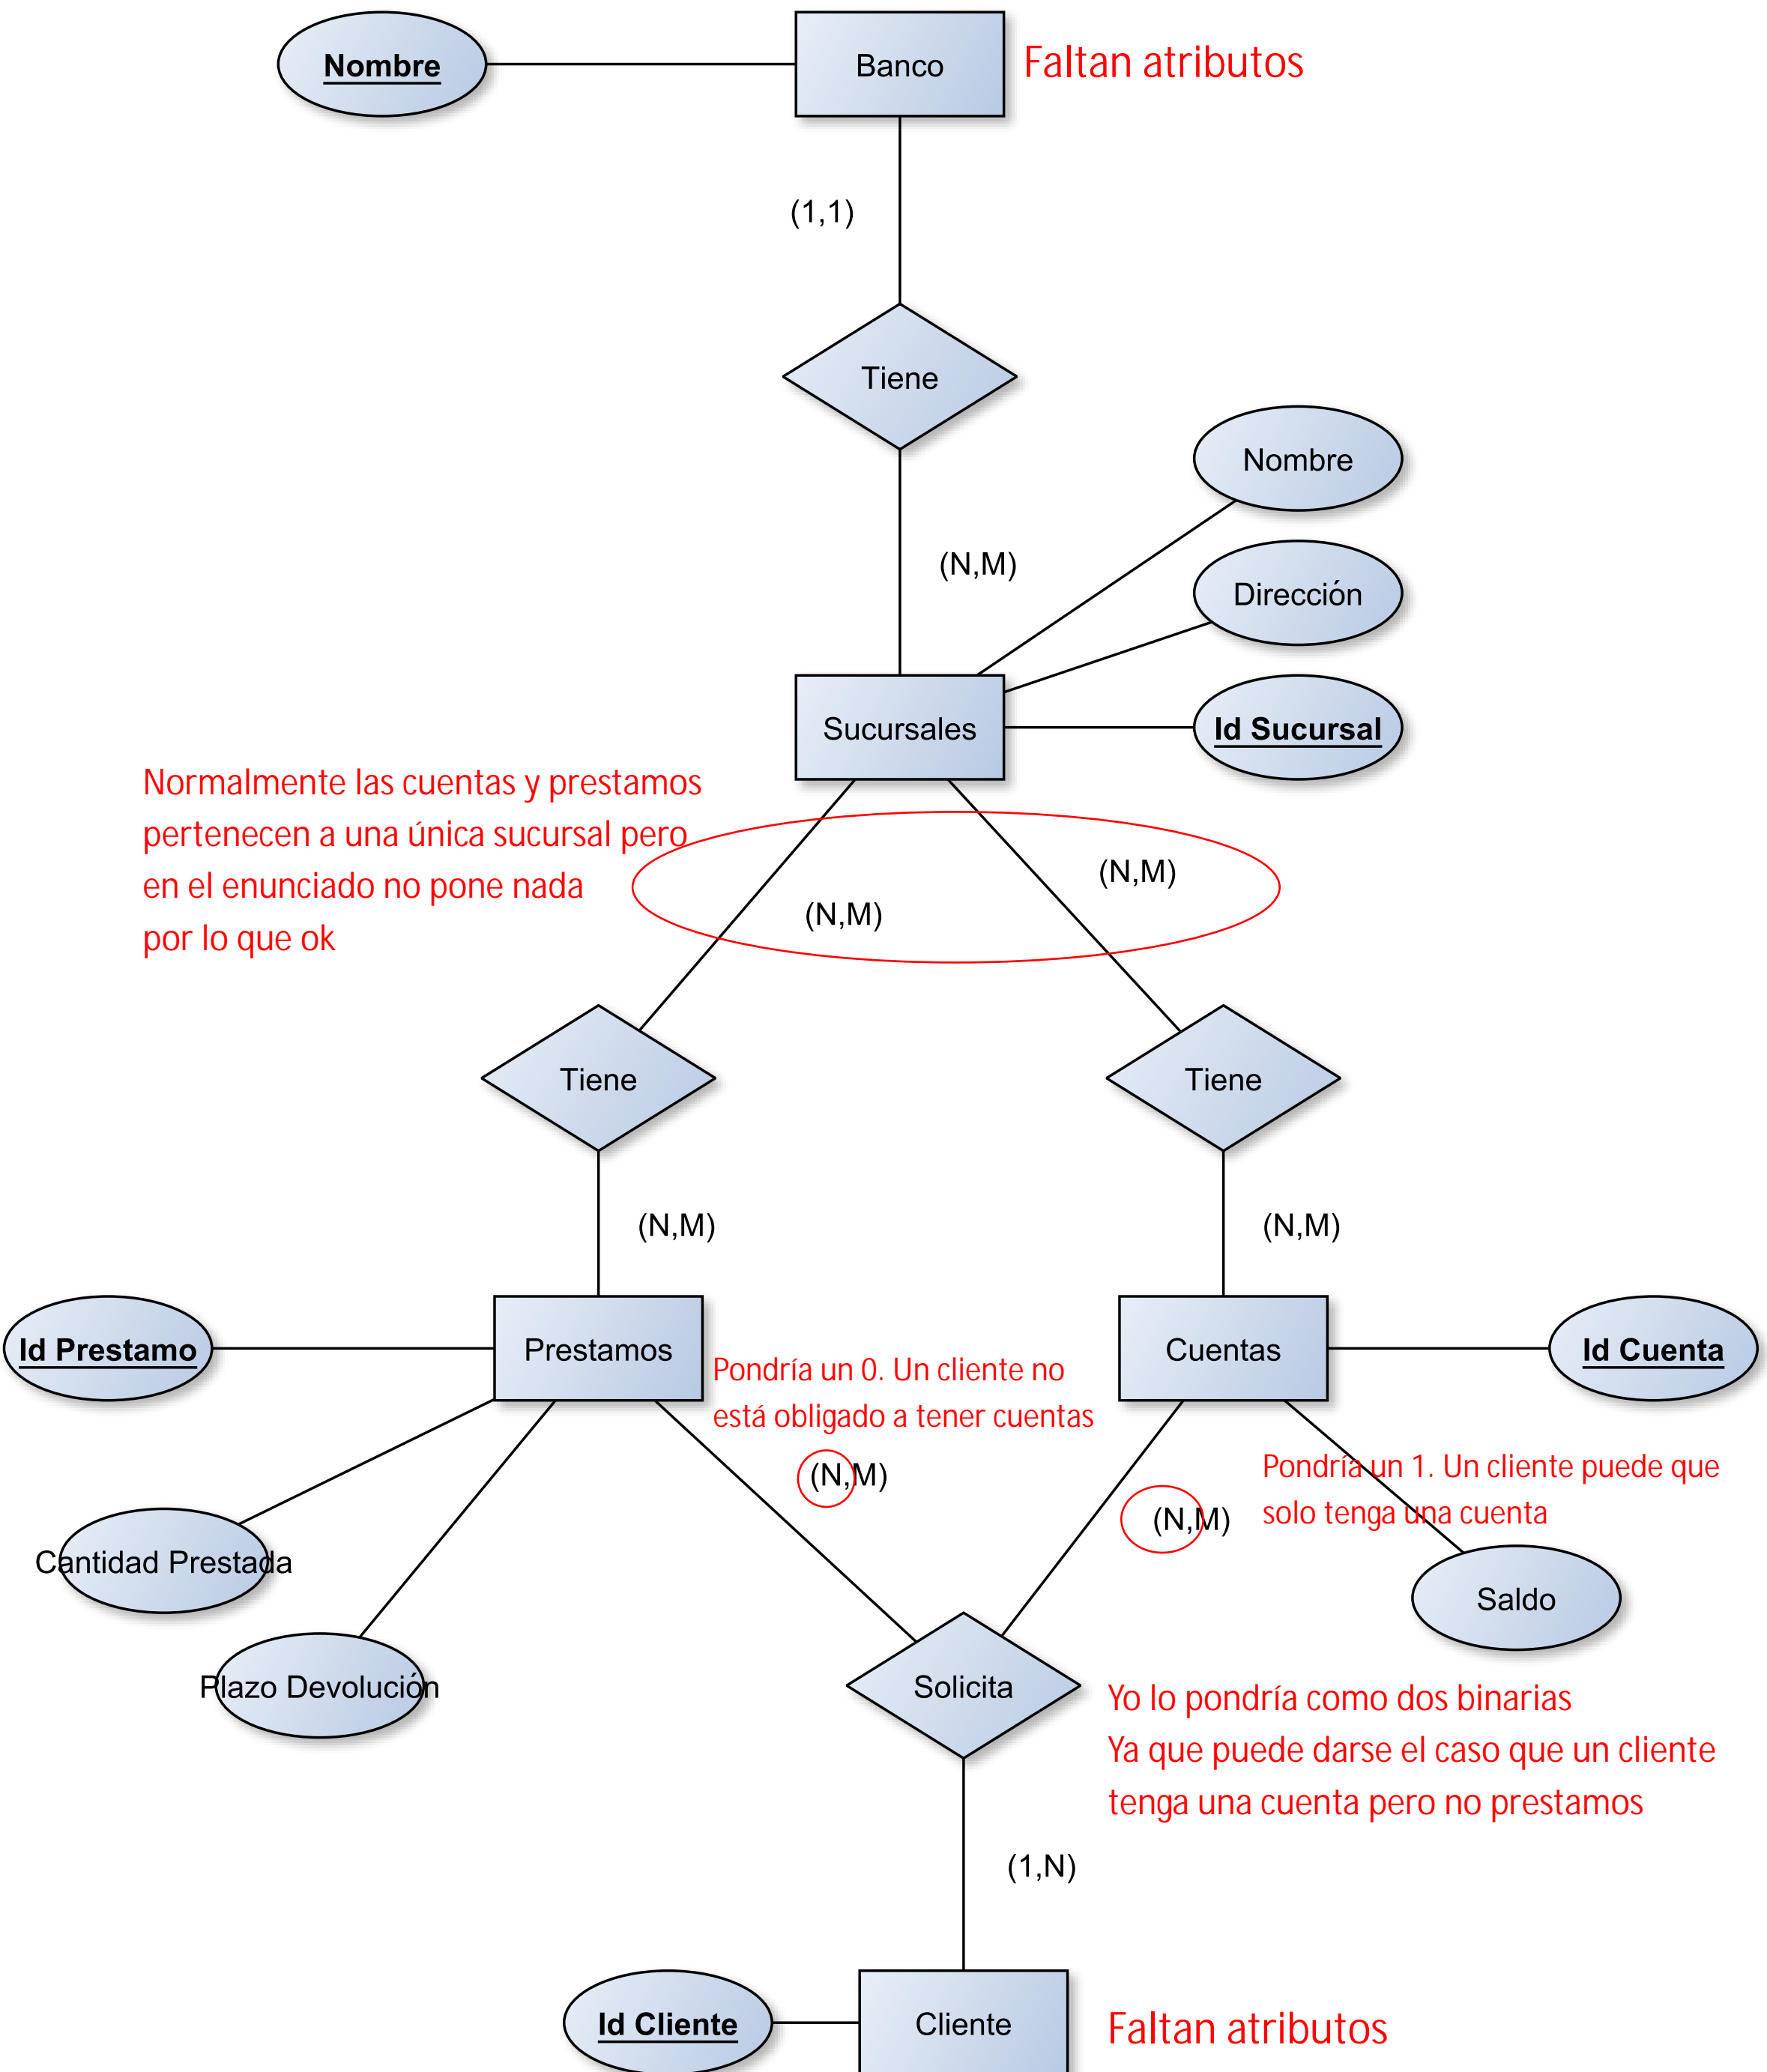 Nombre
Banco
Faltan atributos
(1,1)
Tiene
Nombre
(N,M)
Dirección
Sucursales
Id Sucursal
Normalmente las cuentas y prestamos
pertenecen a una única sucursal pero
en el enunciado no pone nada
por lo que ok
(N,M)
(N,M)
Tiene
Tiene
(N,M)
(N,M)
Id Prestamo
Prestamos
Cuentas
Id Cuenta
Pondría un 0. Un cliente no
está obligado a tener cuentas
(N,M)
Pondría un 1. Un cliente puede que
solo tenga una cuenta
(N,M)
Cantidad Prestada
Saldo
Plazo Devolución
Solicita
Yo lo pondría como dos binarias
Ya que puede darse el caso que un cliente
tenga una cuenta pero no prestamos
(1,N)
Id Cliente
Cliente
Faltan atributos